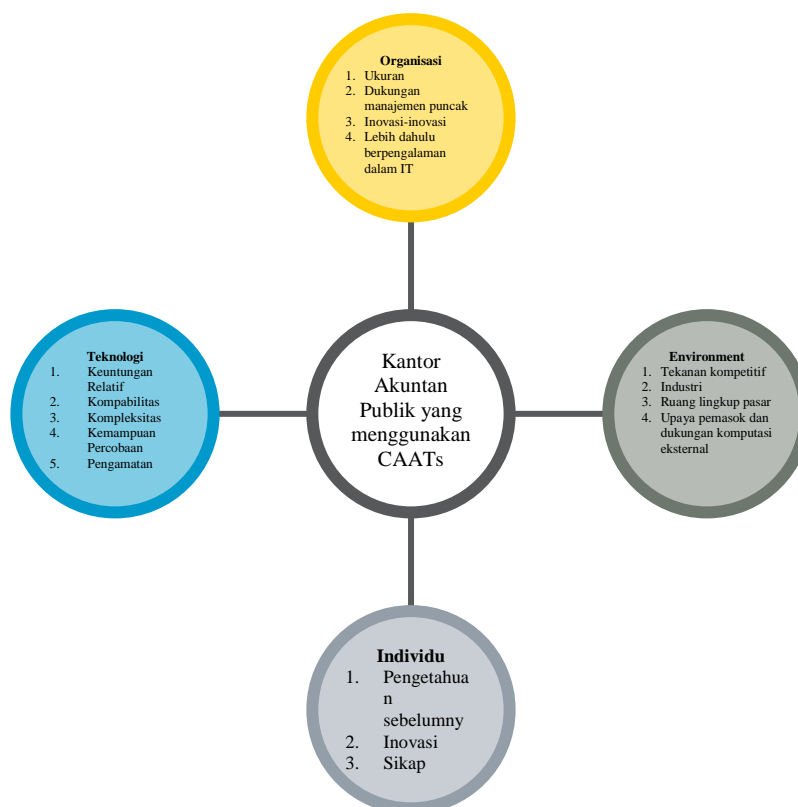 Organisasi
1. Ukuran
2. Dukungan
manajemen puncak
3. Inovasi-inovasi
4. Lebih dahulu
berpengalaman
dalam IT
Teknologi
1. Keuntungan
Relatif
2. Kompabilitas
3. Kompleksitas
4. Kemampuan
Percobaan
5. Pengamatan
Kantor
Akuntan
Publik yang
menggunakan
CAATs
Environment
1. Tekanan kompetitif
2. Industri
3. Ruang lingkup pasar
4. Upaya pemasok dan
dukungan komputasi
eksternal
Individu
1. Pengetahua
n
sebelumny
2. Inovasi
3. Sikap